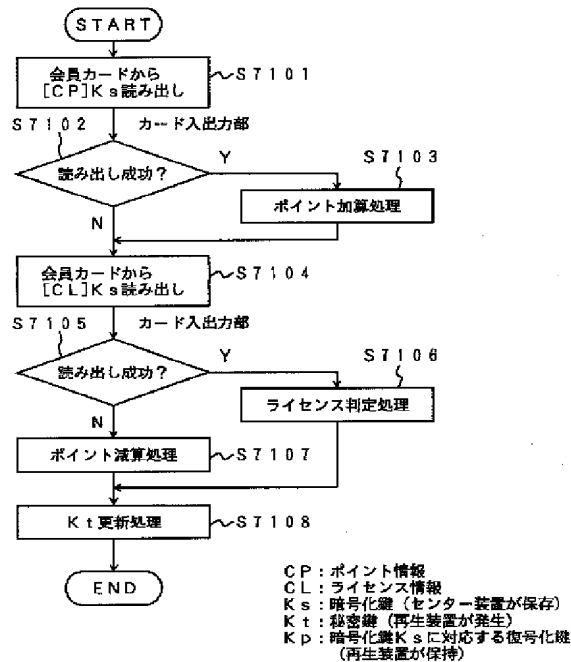 START
会員カードから
[CP]Ks読み出し
S7101
S7102
カード入出力部
読み出し成功?
Y
S7103
ポイント加算処理
N
会員カードから
[CL]Ks読出し
S7104
S7105
カード入出力部
読み出し成功?
Y
S7106
ライセンス判定処理
N
ポイント減算処理
S7107
Kt更新処理
S7108
END
CP:ポイント情報
CL:ライセンス情報
Ks:暗号化鍵(センター装置が保存)
Kt:秘密鍵(再生装置が発生)
Kp:暗号化鍵Ksに対応する復号化鍵
(再生装置が保持)